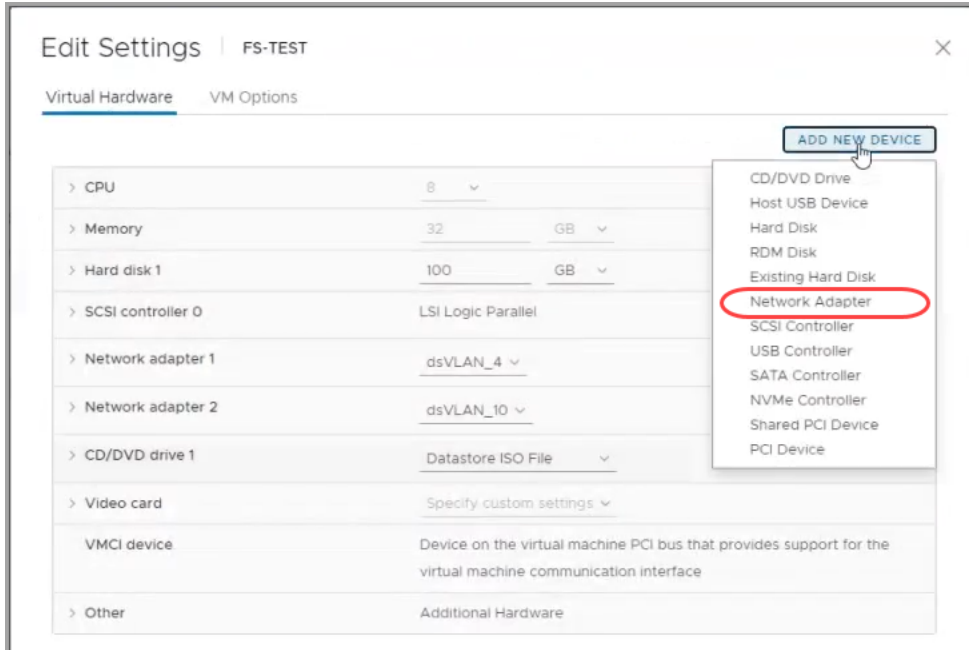 Edit Settings FS-TEST
Virtual Hardware VM Options
ADD NEW DEVICE
CD/DVD Drive
Host USB Device
Hard Disk
RDM Disk
Existing Hard Disk
Network Adapter
SCSI Controller
USB Controller
SATA Controller
NVMe Controller
Shared PCI Device
PCI Device
CPU 8
Memory 32 GB
Hard disk 1 100 GB
SCSI controller 0 LSI Logic Parallel
Network adapter 1 dsVLAN_4
Network adapter 2 dsVLAN_10
CD/DVD drive 1 Datastore ISO File
Video card Specify custom settings
VMCI device Device on the virtual machine PCI bus that provides support for the
virtual machine communication interface
Other Additional Hardware